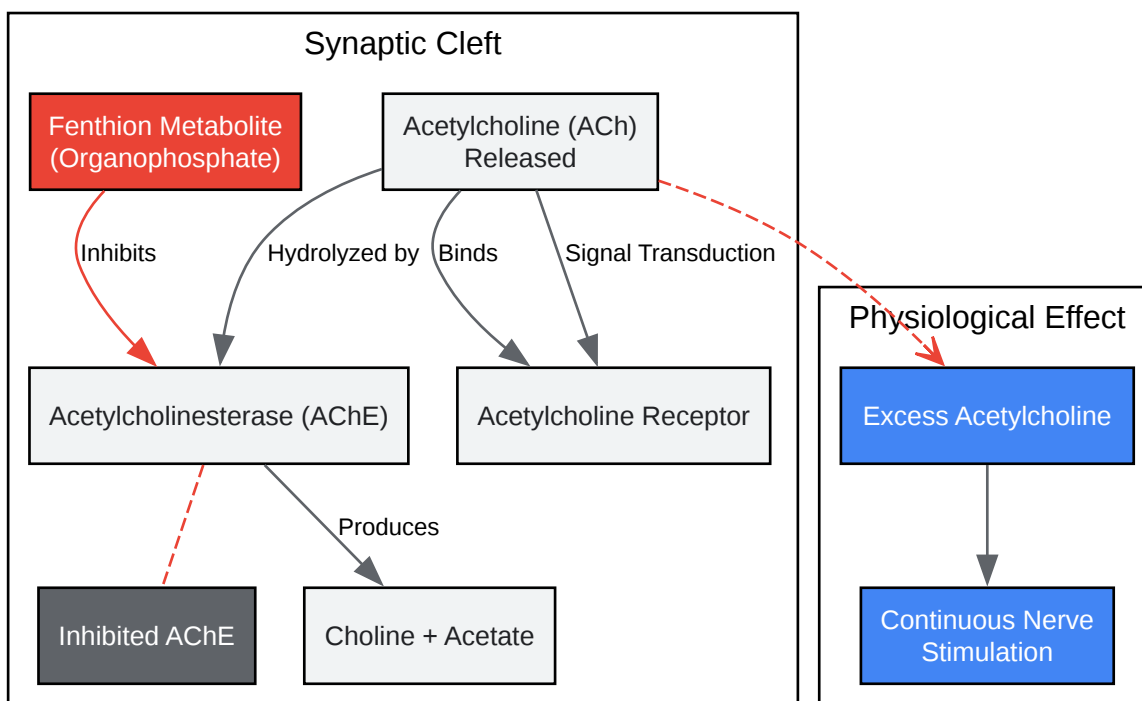 Synaptic Cleft
Fenthion Metabolite
(Organophosphate)
Acetylcholine (ACh)
Released
Inhibits
Hydrolyzed by
Binds
Signal Transduction
Physiological Effect
Acetylcholinesterase (AChE)
Acetylcholine Receptor
Excess Acetylcholine
Produces
Inhibited AChE
Choline + Acetate
Continuous Nerve
Stimulation